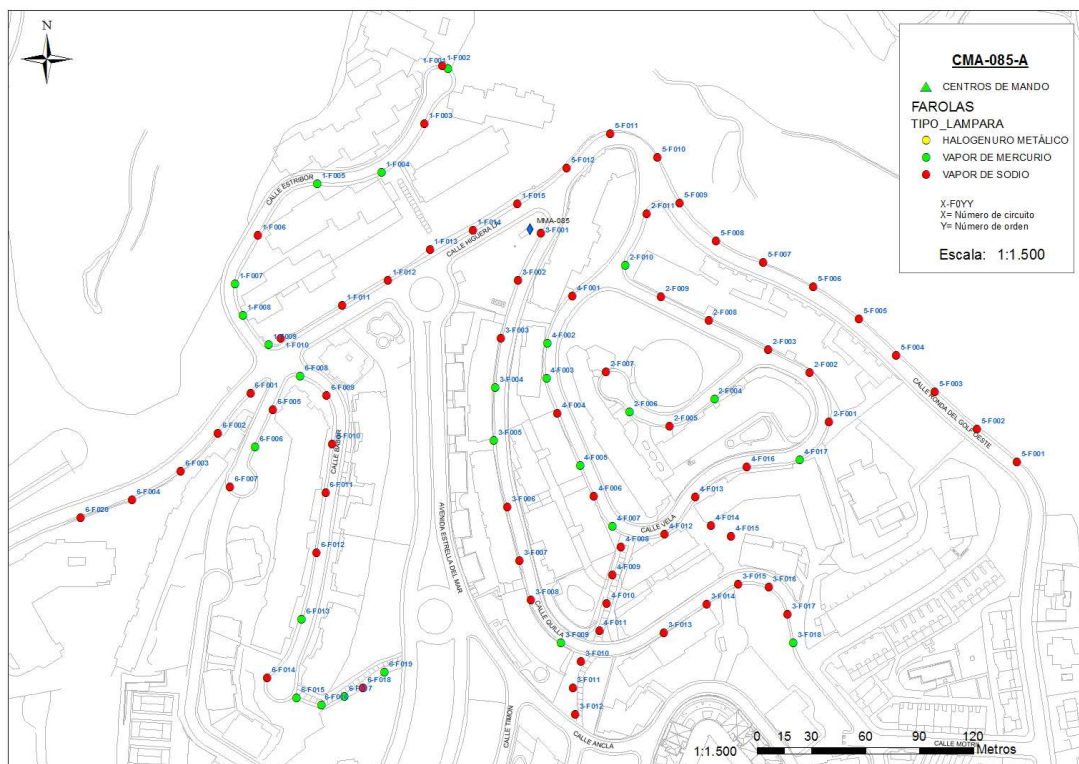 N
CMA-085-A
CENTROS DE MANDO
FAROLAS
TIPO_LAMPARA
HALOGENURO METÁLICO
VAPOR DE MERCURIO
VAPOR DE SODIO
X-F0YY
X= Número de circuito
Y= Número de orden
Escala: 1:1.500
1-F001
1-F002
1-F003
1-F004
1-F005
CALLE ESTRIBOR
1-F006
1-F007
1-F008
1-F009
1-F010
1-F011
1-F012
1-F013
1-F014
1-F015
CALLE HIGUERA LA
MMA-085
3-F001
3-F002
3-F003
3-F004
3-F005
3-F006
3-F007
3-F008
3-F009
3-F010
3-F011
3-F012
3-F013
3-F014
3-F015
3-F016
3-F017
3-F018
5-F011
5-F012
5-F010
5-F009
5-F008
5-F007
5-F006
5-F005
5-F004
5-F003
5-F002
5-F001
CALLE RONDA DEL GOLF OESTE
2-F011
2-F010
2-F009
2-F008
2-F003
2-F002
2-F001
2-F007
2-F006
2-F005
2-F004
4-F001
4-F002
4-F003
4-F004
4-F005
4-F006
4-F007
4-F008
4-F009
4-F010
4-F011
4-F012
4-F013
4-F014
4-F015
4-F016
4-F017
CALLE VELA
6-F001
6-F002
6-F003
6-F004
6-F020
6-F005
6-F006
6-F007
6-F008
6-F009
6-F010
6-F011
6-F012
6-F013
6-F014
6-F015
6-F016
6-F017
6-F018
6-F019
CALLE BABOR
AVENIDA ESTRELLA DEL MAR
CALLE QUILLA
CALLE TIMON
CALLE ANCLA
CALLE MOTRIL
1:1.500
0 15 30 60 90 120
Metros